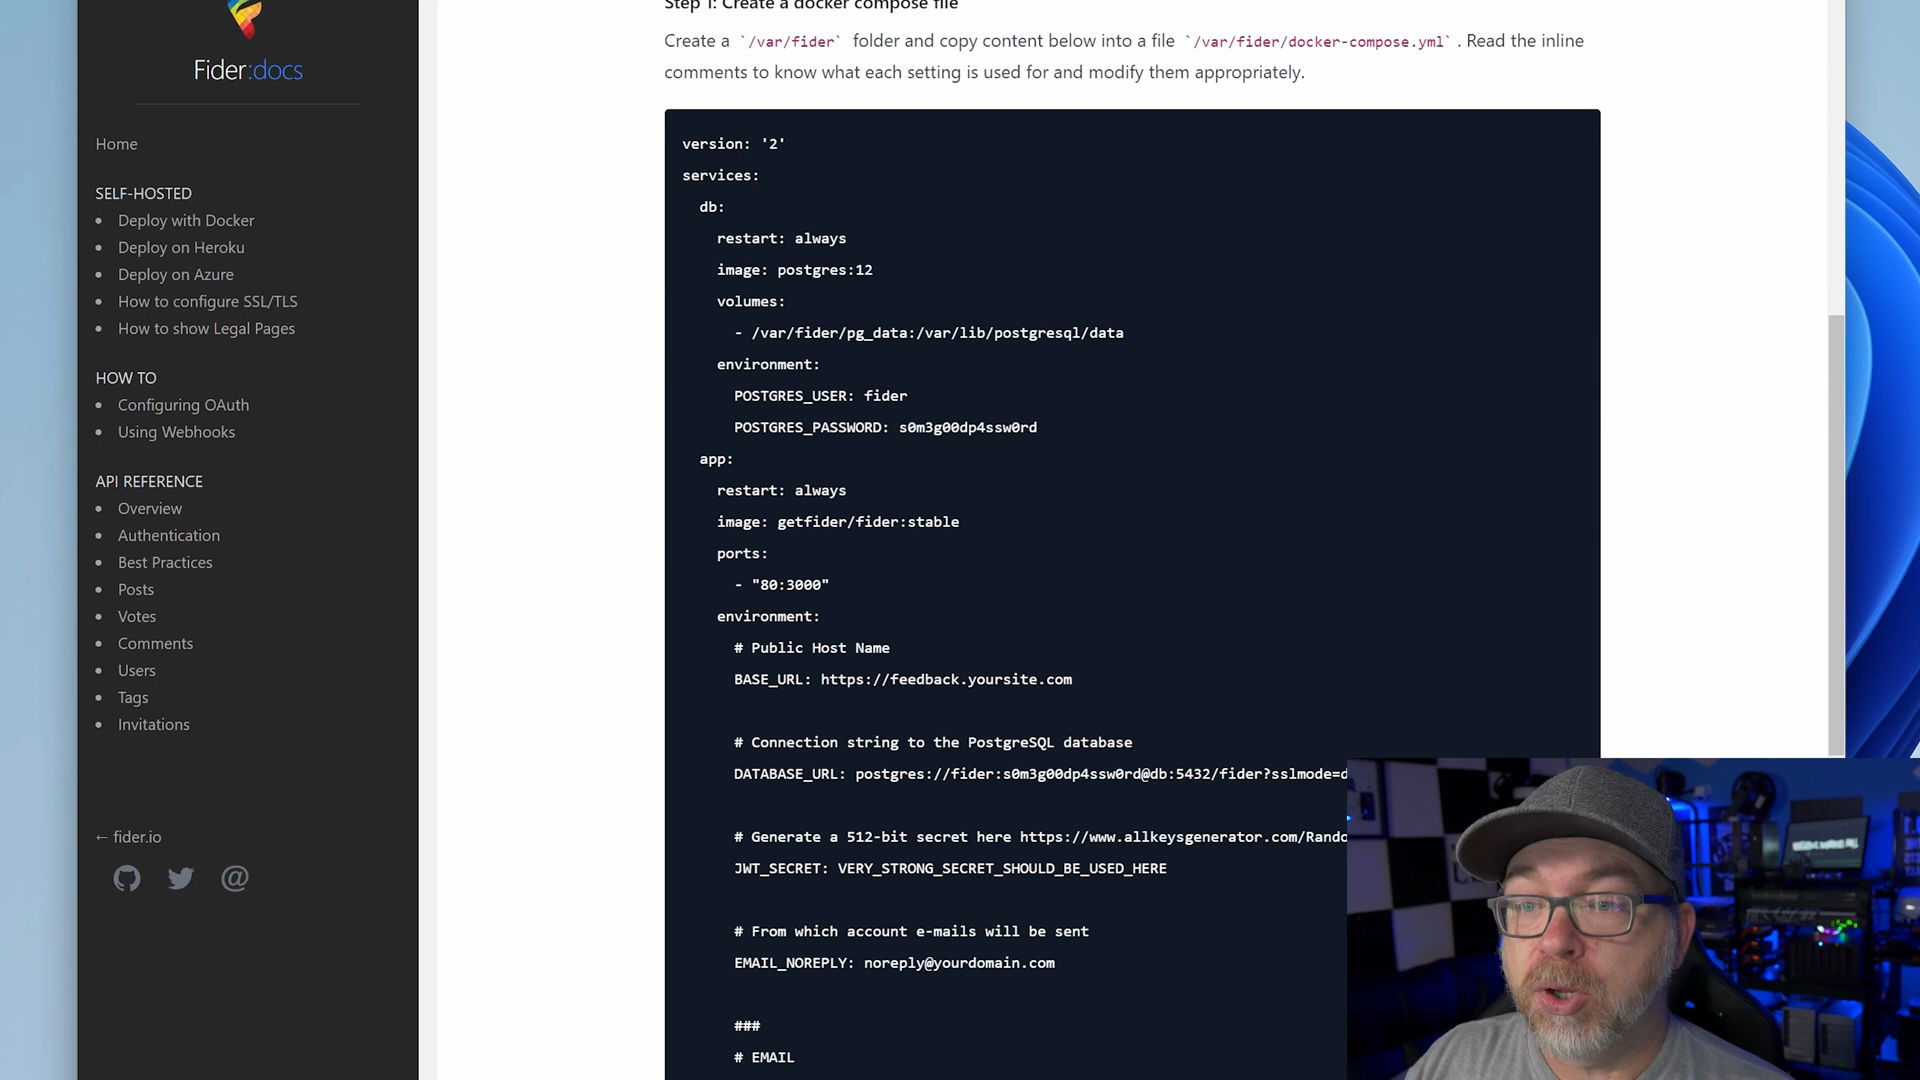 Fider:docs
Home
SELF-HOSTED
Deploy with Docker
Deploy on Heroku
Deploy on Azure
How to configure SSL/TLS
How to show Legal Pages
HOW TO
Configuring OAuth
Using Webhooks
API REFERENCE
Overview
Authentication
Best Practices
Posts
Votes
Comments
Users
Tags
Invitations
← fider.io
Step 1: Create a docker compose file
Create a `/var/fider` folder and copy content below into a file `/var/fider/docker-compose.yml`. Read the inline
comments to know what each setting is used for and modify them appropriately.
version: '2'
services:
  db:
    restart: always
    image: postgres:12
    volumes:
      - /var/fider/pg_data:/var/lib/postgresql/data
    environment:
      POSTGRES_USER: fider
      POSTGRES_PASSWORD: s0m3g00dp4ssw0rd
  app:
    restart: always
    image: getfider/fider:stable
    ports:
      - "80:3000"
    environment:
      # Public Host Name
      BASE_URL: https://feedback.yoursite.com
      # Connection string to the PostgreSQL database
      DATABASE_URL: postgres://fider:s0m3g00dp4ssw0rd@db:5432/fider?sslmode=d
      # Generate a 512-bit secret here https://www.allkeysgenerator.com/Rando
      JWT_SECRET: VERY_STRONG_SECRET_SHOULD_BE_USED_HERE
      # From which account e-mails will be sent
      EMAIL_NOREPLY: noreply@yourdomain.com
      ###
      # EMAIL